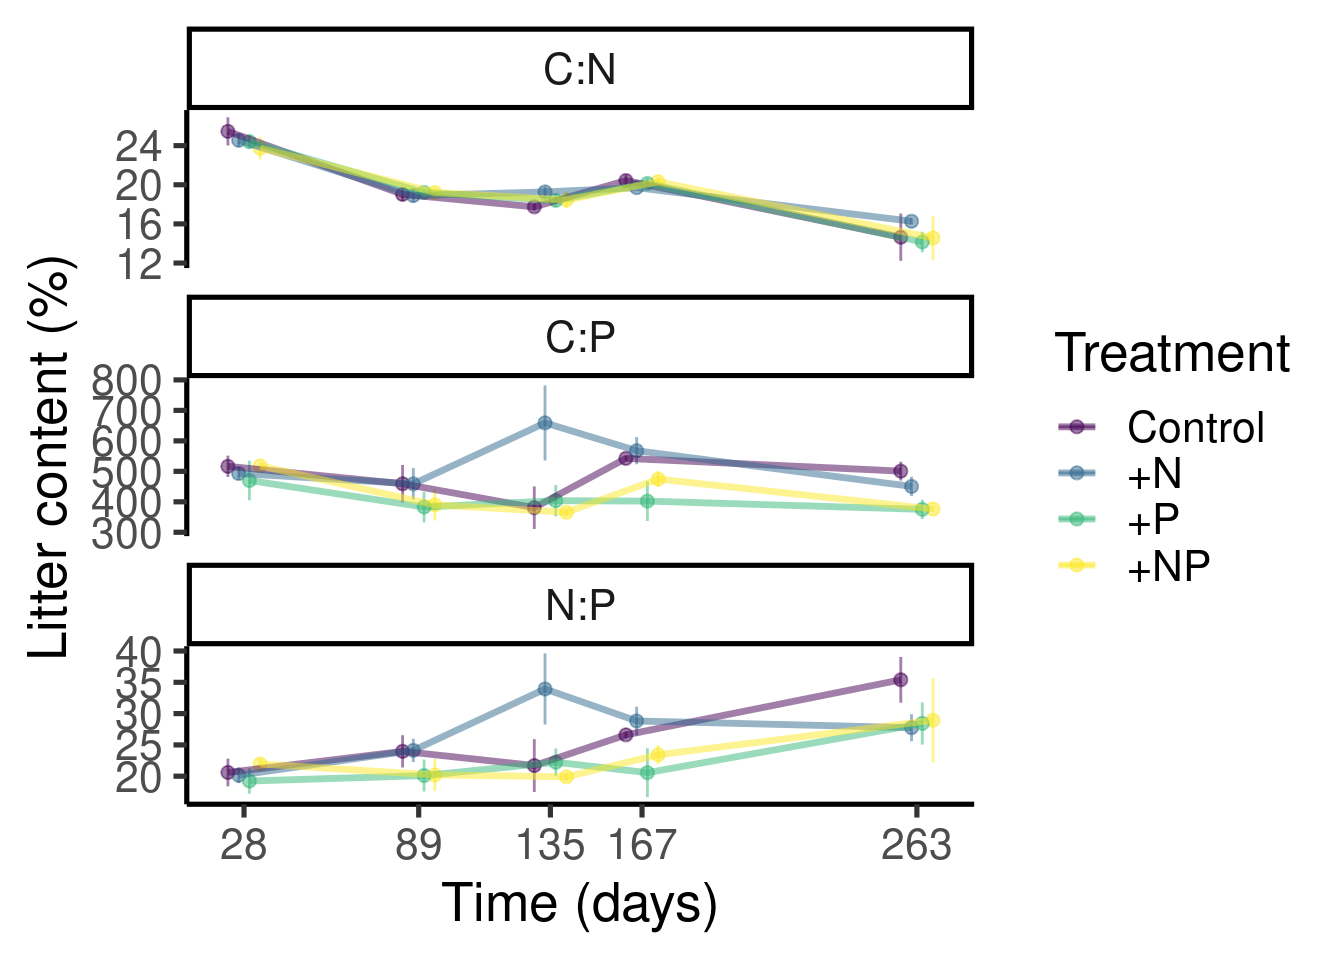 C:N
24
20
16
12
C:P
800
700
600
500
400
300
N:P
40
35
30
25
20
28 89 135 167 263
Time (days)
Litter content (%)
Treatment
Control
+N
+P
+NP